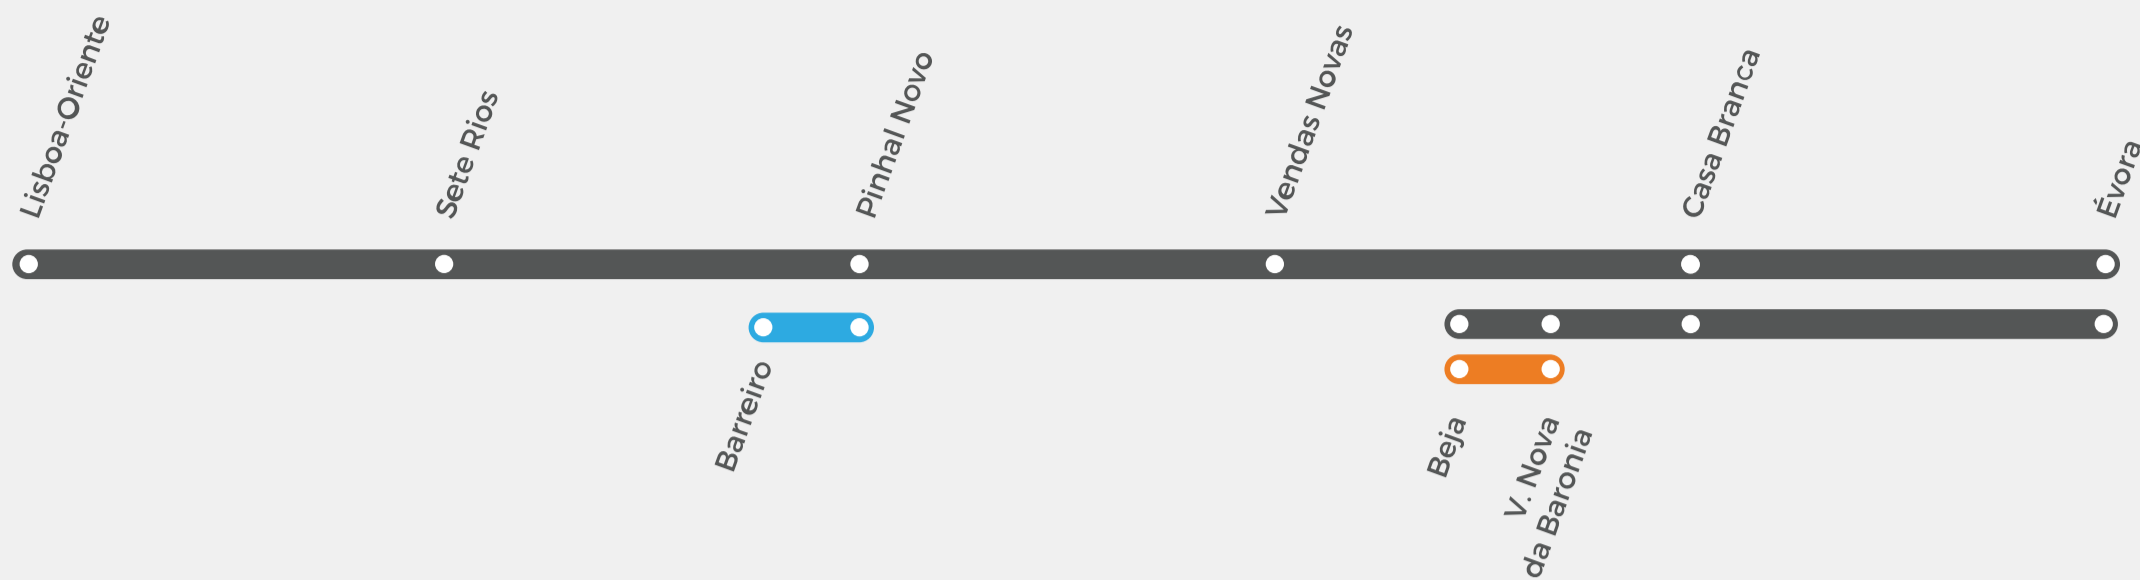 Lisboa-Oriente
Sete Rios
Pinhal Novo
Vendas Novas
Casa Branca
Évora
Barreiro
Beja
V. Nova
da Baronia